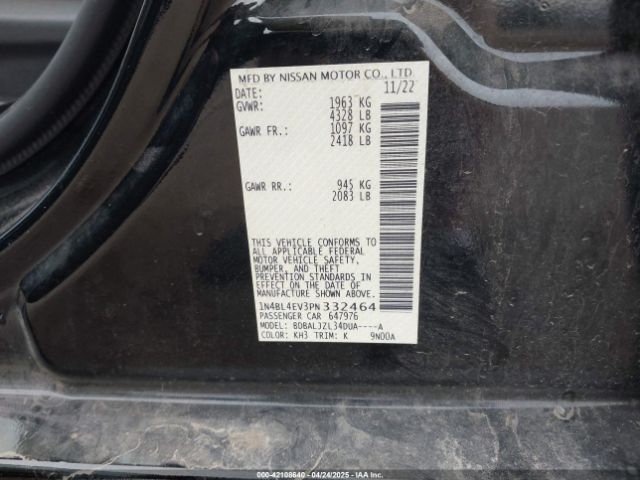 MFD BY NISSAN MOTOR CO., LTD
DATE: 11/22
GVWR: 1963 KG
4328 LB
GAWR FR.: 1097 KG
2418 LB
GAWR RR.: 945 KG
2083 LB
THIS VEHICLE CONFORMS TO
ALL APPLICABLE FEDERAL
MOTOR VEHICLE SAFETY,
BUMPER, AND THEFT
PREVENTION STANDARDS IN
EFFECT ON THE DATE OF
MANUFACTURE SHOWN ABOVE.
1N4BL4EV3PN332464
PASSENGER CAR 647976
MODEL: BDBALJZL34DUA----A
COLOR: KH3 TRIM: K 9N00A
000-42108640 - 04/24/2025 - IAAI.COM